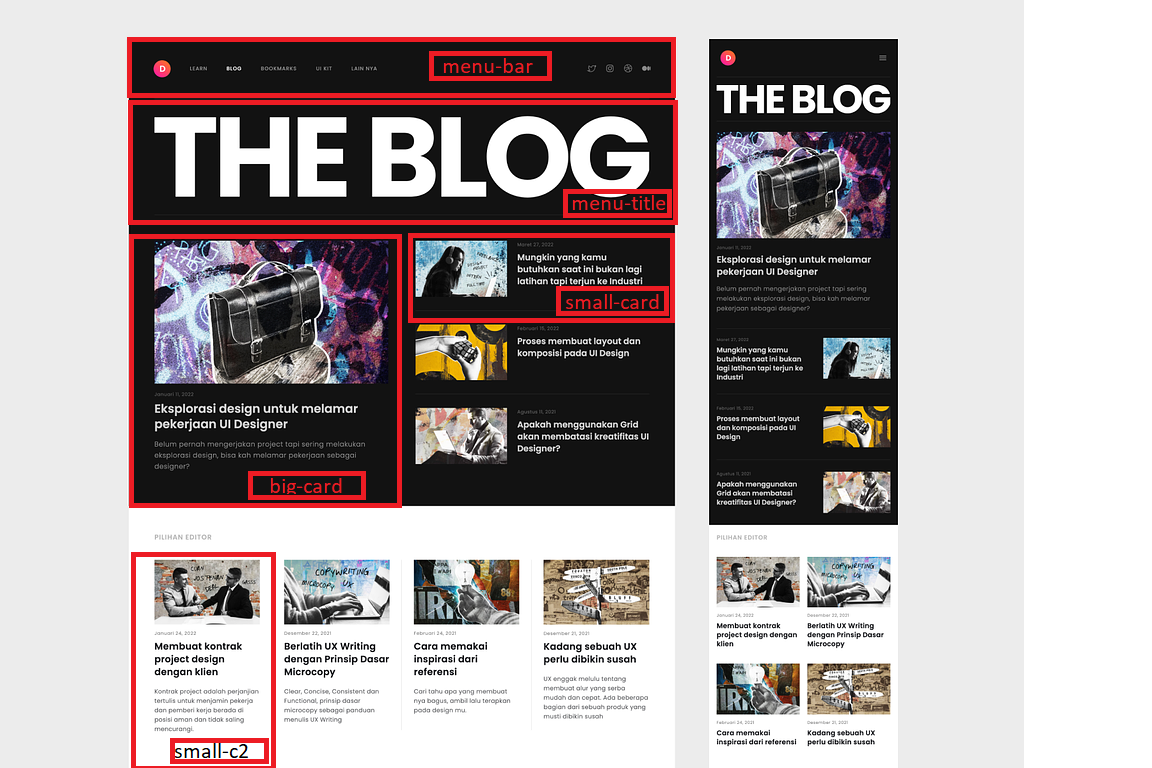 D
LEARN
BLOG
BOOKMARKS
UI KIT
LAIN NYA
menu-bar
THE BLOG
menu-title
Januari 11, 2022
Eksplorasi design untuk melamar
pekerjaan UI Designer
Belum pernah mengerjakan project tapi sering melakukan
eksplorasi design, bisa kah melamar pekerjaan sebagai
designer?
big-card
Maret 27, 2022
Mungkin yang kamu
butuhkan saat ini bukan lagi
latihan tapi terjun ke Industri
small-card
Februari 15, 2022
Proses membuat layout dan
komposisi pada UI Design
Agustus 11, 2021
Apakah menggunakan Grid
akan membatasi kreatifitas UI
Designer?
PILIHAN EDITOR
Januari 24, 2022
Membuat kontrak
project design
dengan klien
Kontrak project adalah perjanjian
tertulis untuk menjamin pekerja
dan pemberi kerja berada di
posisi aman dan tidak saling
mencurangi.
small-c2
COPYWRITING
MICROCOPY UX
Desember 22, 2021
Berlatih UX Writing
dengan Prinsip Dasar
Microcopy
Clear, Concise, Consistent dan
Functional, prinsip dasar
microcopy sebagai panduan
menulis UX Writing
Februari 24, 2021
Cara memakai
inspirasi dari
referensi
Cari tahu apa yang membuat
nya bagus, ambil lalu terapkan
pada design mu.
Desember 21, 2021
Kadang sebuah UX
perlu dibikin susah
UX enggak melulu tentang
membuat alur yang serba
mudah dan cepat. Ada beberapa
bagian dari sebuah produk yang
musti dibikin susah
D
THE BLOG
Januari 11, 2022
Eksplorasi design untuk melamar
pekerjaan UI Designer
Belum pernah mengerjakan project tapi sering
melakukan eksplorasi design, bisa kah melamar
pekerjaan sebagai designer?
Maret 27, 2022
Mungkin yang kamu
butuhkan saat ini bukan
lagi latihan tapi terjun ke
Industri
Februari 15, 2022
Proses membuat layout
dan komposisi pada UI
Design
Agustus 11, 2021
Apakah menggunakan
Grid akan membatasi
kreatifitas UI Designer?
PILIHAN EDITOR
Januari 24, 2022
Membuat kontrak
project design dengan
klien
COPYWRITING
MICROCOPY UX
Desember 22, 2021
Berlatih UX Writing
dengan Prinsip Dasar
Microcopy
Februari 24, 2021
Cara memakai
inspirasi dari referensi
Desember 21, 2021
Kadang sebuah UX
perlu dibikin susah